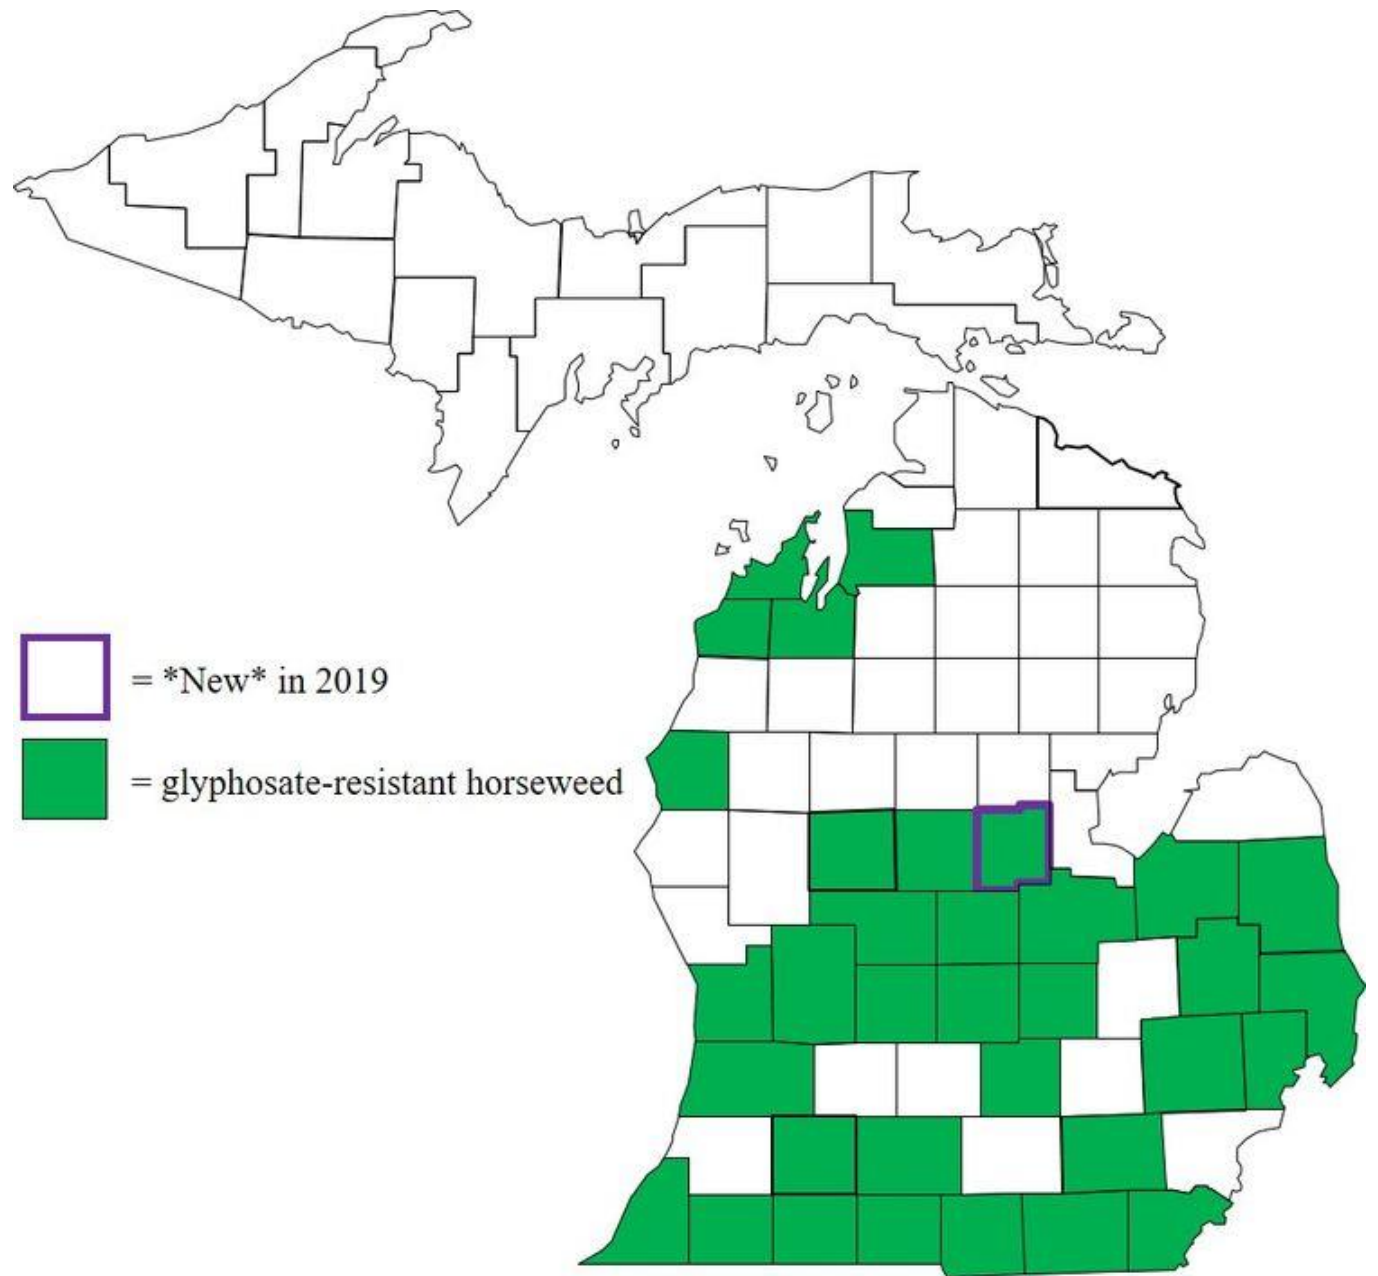 = *New* in 2019
= glyphosate-resistant horseweed